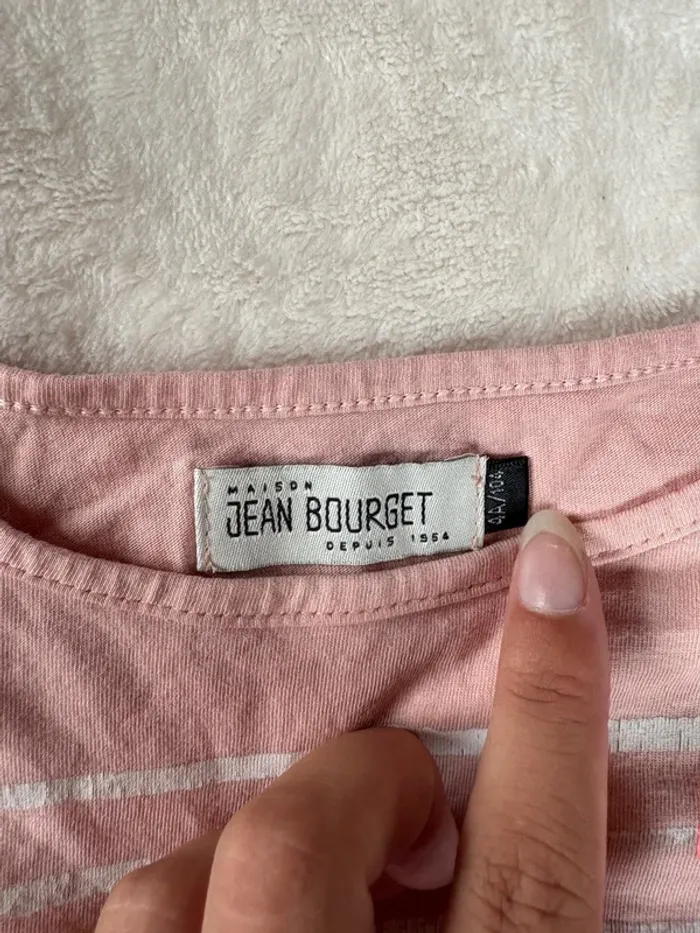 MAISON
JEAN BOURGET
DEPUIS 1954
4A/104